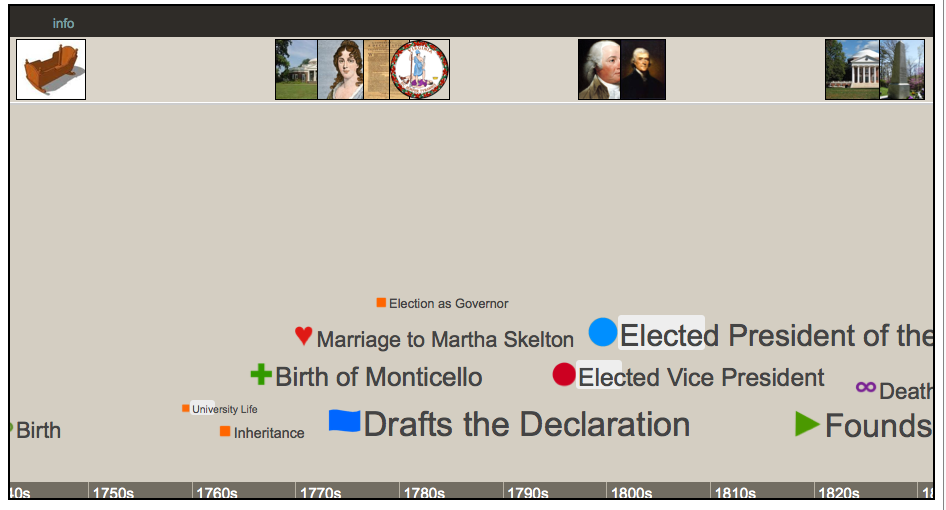 info
Election as Governor
Marriage to Martha Skelton
Elected President of the
Birth of Monticello
Elected Vice President
Death
University Life
Birth
Inheritance
Drafts the Declaration
Founds
40s 1750s 1760s 1770s 1780s 1790s 1800s 1810s 1820s